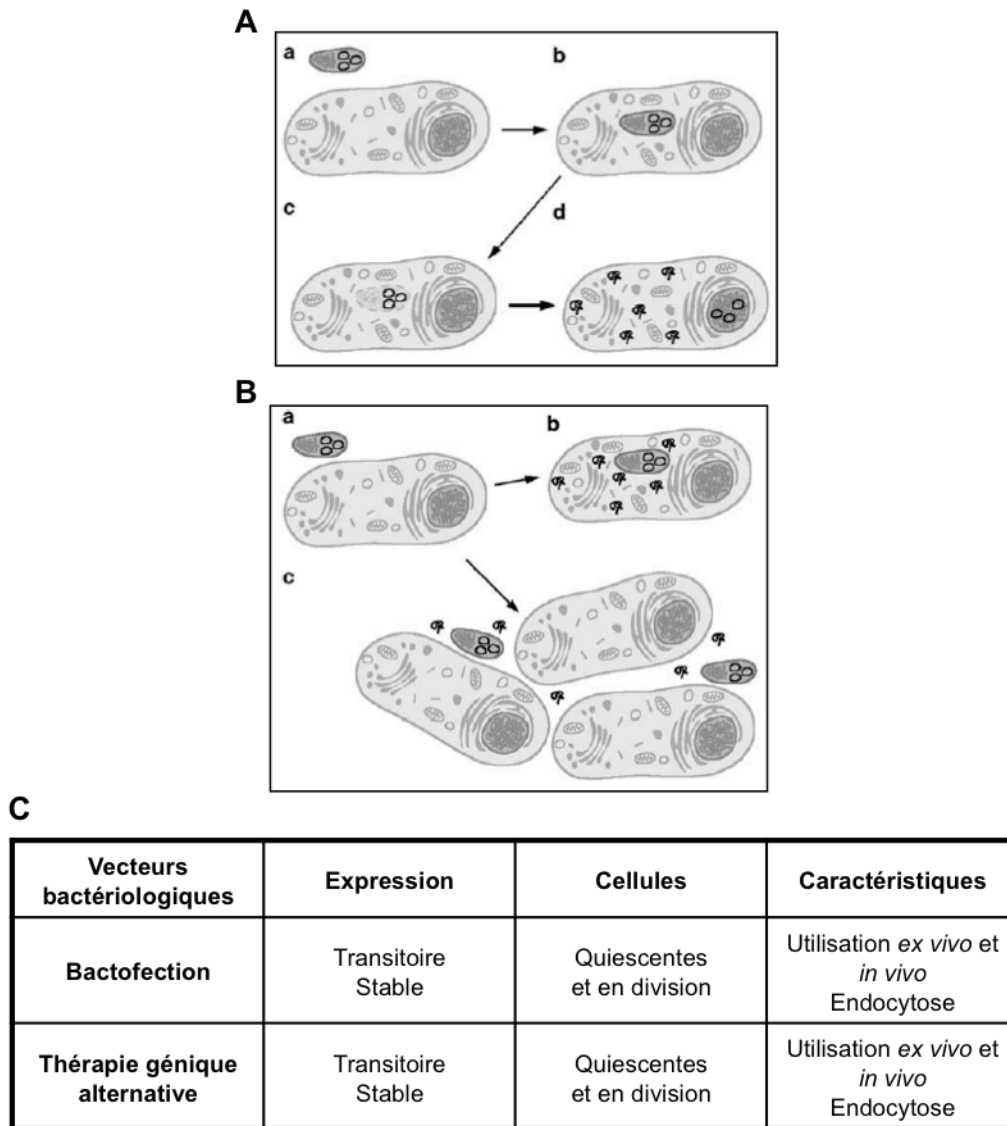 A
a
b
c
d
B
a
b
c
C
Vecteurs
bactériologiques
Expression
Cellules
Caractéristiques
Bactofection
Transitoire
Stable
Quiescentes
et en division
Utilisation ex vivo et
in vivo
Endocytose
Thérapie génique
alternative
Transitoire
Stable
Quiescentes
et en division
Utilisation ex vivo et
in vivo
Endocytose